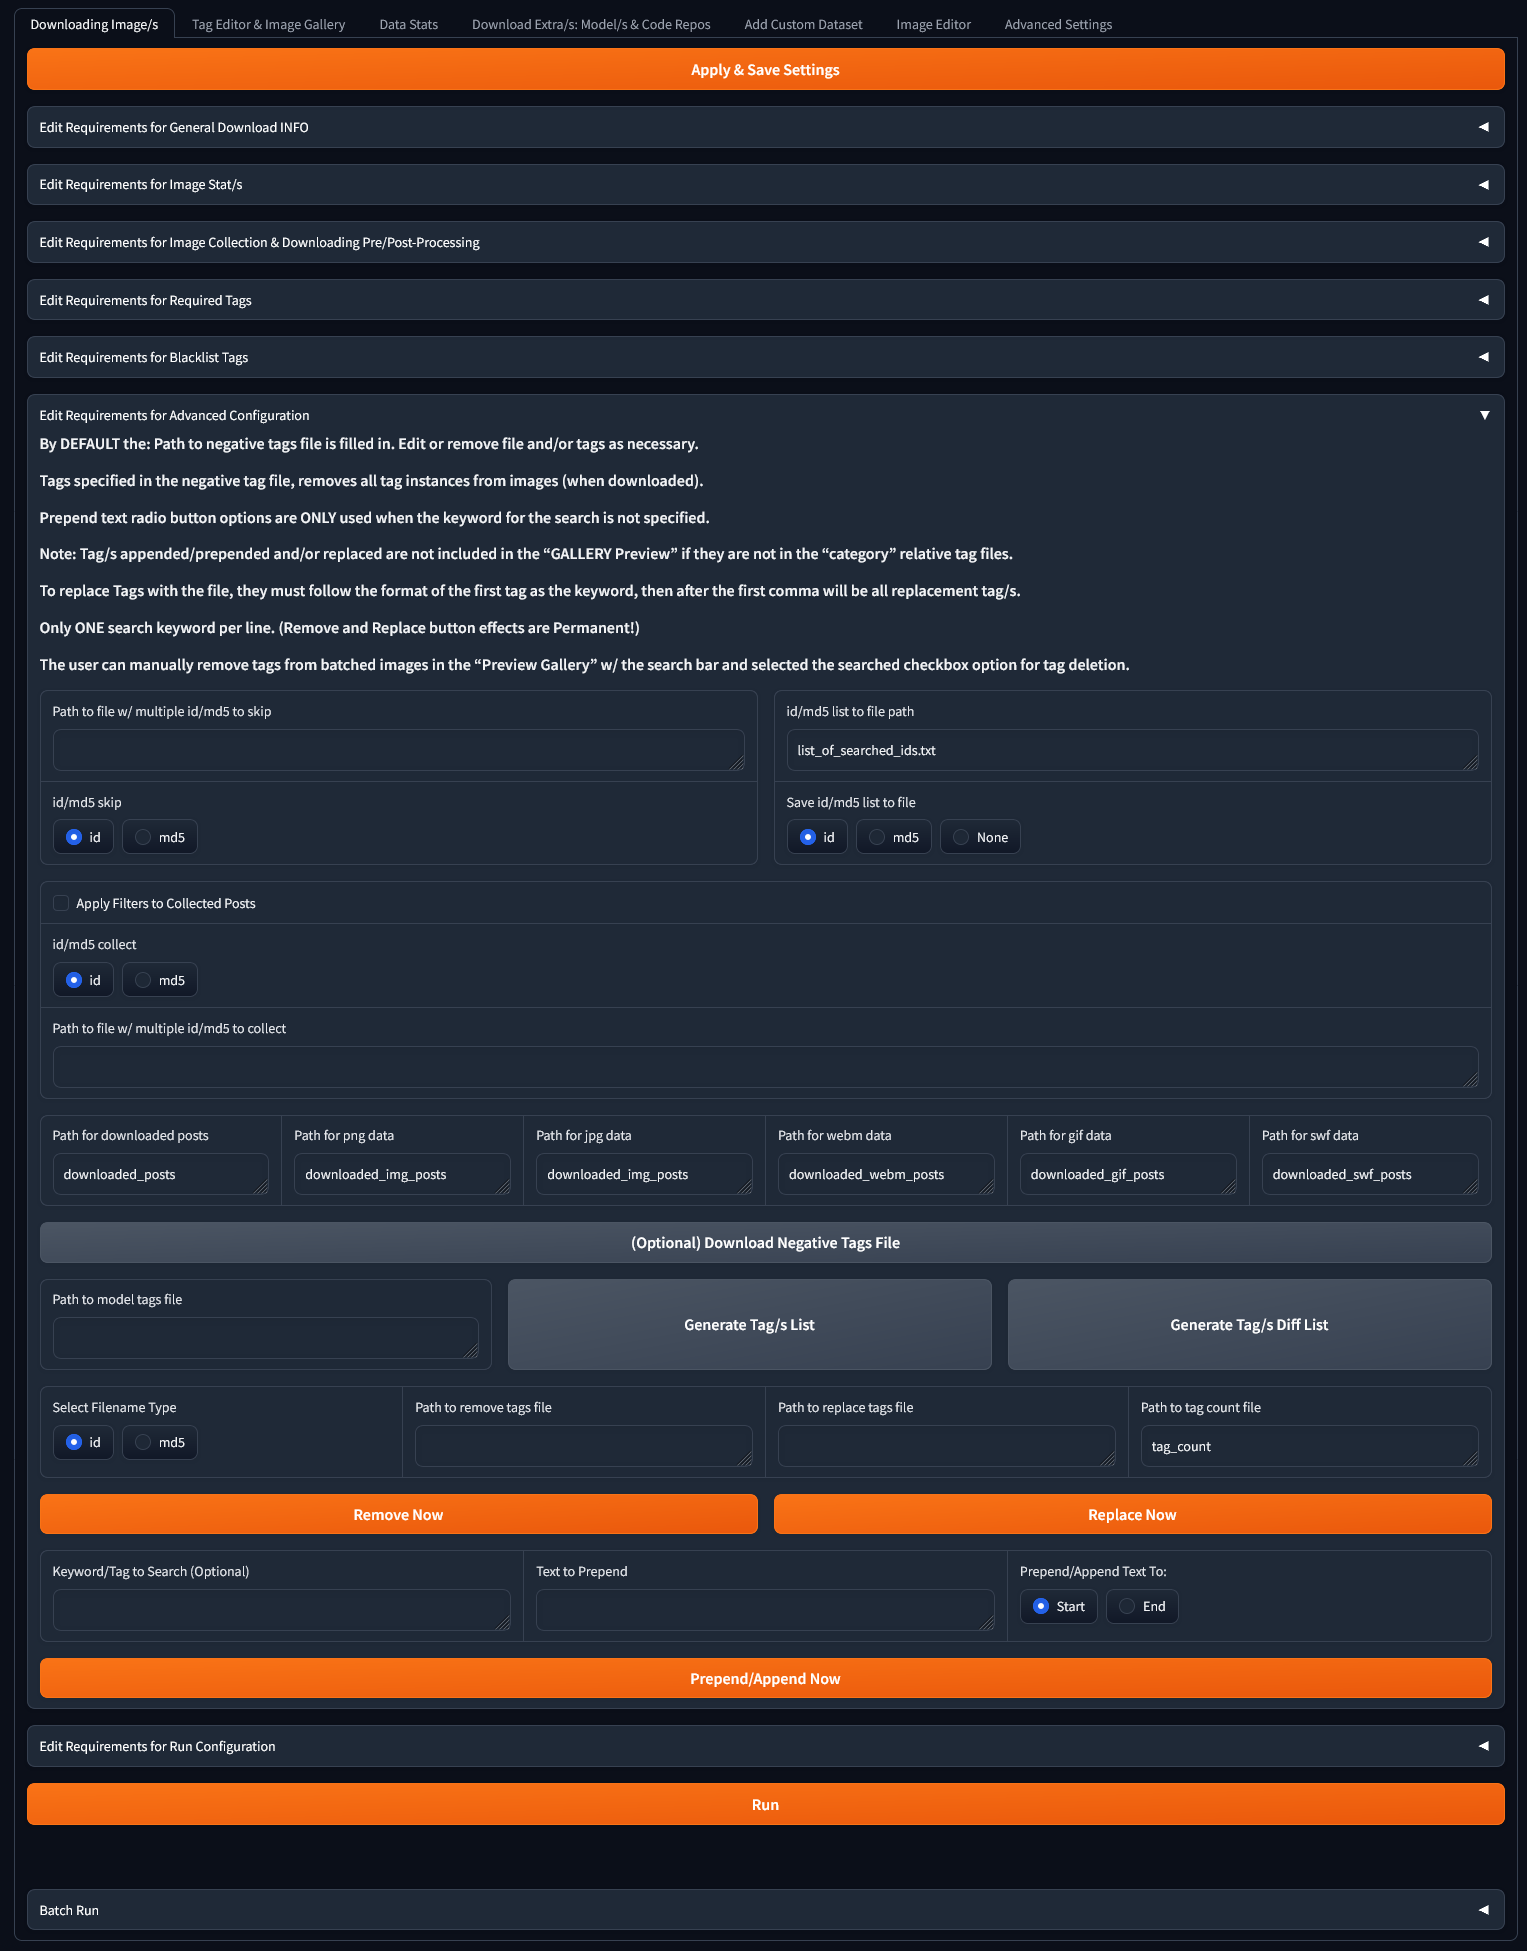 Downloading Image/s
Tag Editor & Image Gallery
Data Stats
Download Extra/s: Model/s & Code Repos
Add Custom Dataset
Image Editor
Advanced Settings
Apply & Save Settings
Edit Requirements for General Download INFO
Edit Requirements for Image Stat/s
Edit Requirements for Image Collection & Downloading Pre/Post-Processing
Edit Requirements for Required Tags
Edit Requirements for Blacklist Tags
Edit Requirements for Advanced Configuration
By DEFAULT the: Path to negative tags file is filled in. Edit or remove file and/or tags as necessary.
Tags specified in the negative tag file, removes all tag instances from images (when downloaded).
Prepend text radio button options are ONLY used when the keyword for the search is not specified.
Note: Tag/s appended/prepended and/or replaced are not included in the “GALLERY Preview” if they are not in the “category” relative tag files.
To replace Tags with the file, they must follow the format of the first tag as the keyword, then after the first comma will be all replacement tag/s.
Only ONE search keyword per line. (Remove and Replace button effects are Permanent!)
The user can manually remove tags from batched images in the “Preview Gallery” w/ the search bar and selected the searched checkbox option for tag deletion.
Path to file w/ multiple id/md5 to skip
id/md5 skip
id
md5
id/md5 list to file path
list_of_searched_ids.txt
Save id/md5 list to file
id
md5
None
Apply Filters to Collected Posts
id/md5 collect
id
md5
Path to file w/ multiple id/md5 to collect
Path for downloaded posts
downloaded_posts
Path for png data
downloaded_img_posts
Path for jpg data
downloaded_img_posts
Path for webm data
downloaded_webm_posts
Path for gif data
downloaded_gif_posts
Path for swf data
downloaded_swf_posts
(Optional) Download Negative Tags File
Path to model tags file
Generate Tag/s List
Generate Tag/s Diff List
Select Filename Type
id
md5
Path to remove tags file
Path to replace tags file
Path to tag count file
tag_count
Remove Now
Replace Now
Keyword/Tag to Search (Optional)
Text to Prepend
Prepend/Append Text To:
Start
End
Prepend/Append Now
Edit Requirements for Run Configuration
Run
Batch Run